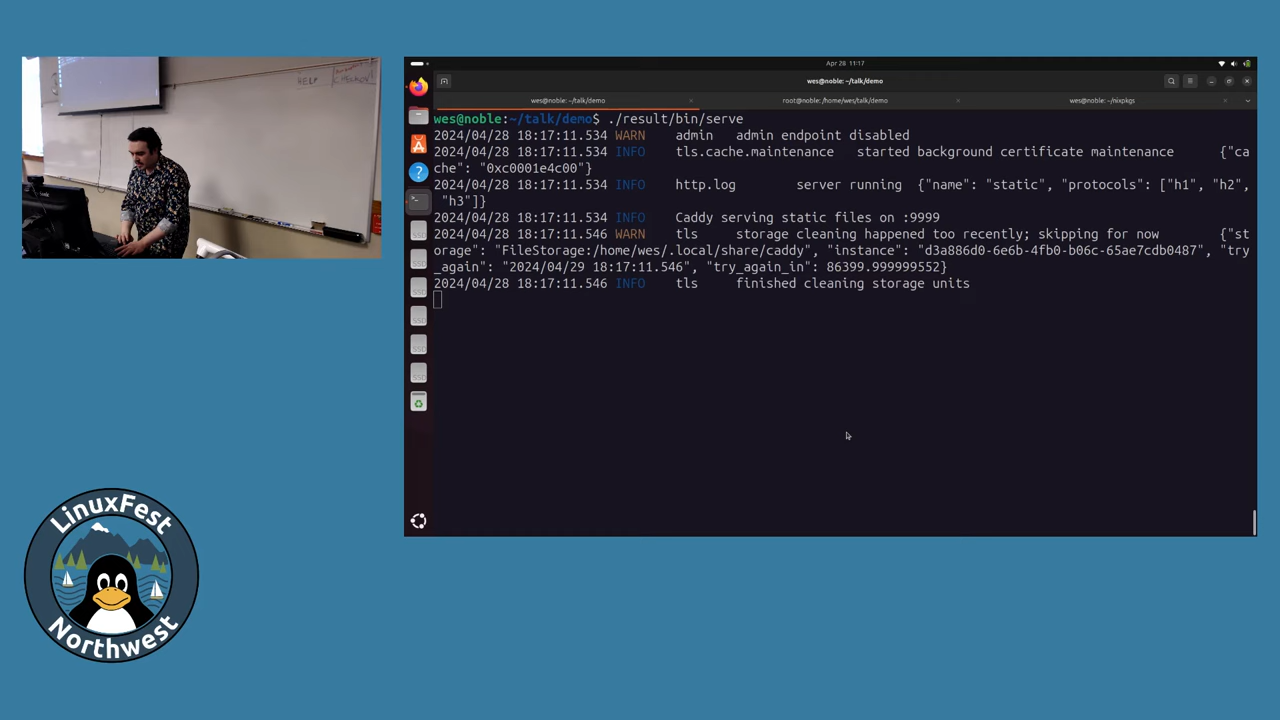 HELP
Apr 28 11:17
wes@noble: ~/talk/demo
wes@noble: ~/talk/demo
root@noble: /home/wes/talk/demo
wes@noble: ~/nixpkgs
wes@noble:~/talk/demo$ ./result/bin/serve
2024/04/28 18:17:11.534 WARN admin admin endpoint disabled
2024/04/28 18:17:11.534 INFO tls.cache.maintenance started background certificate maintenance {"ca
che": "0xc0001e4c00"}
2024/04/28 18:17:11.534 INFO http.log server running {"name": "static", "protocols": ["h1", "h2",
"h3"]}
2024/04/28 18:17:11.534 INFO Caddy serving static files on :9999
2024/04/28 18:17:11.546 WARN tls storage cleaning happened too recently; skipping for now {"st
orage": "FileStorage:/home/wes/.local/share/caddy", "instance": "d3a886d0-6e6b-4fb0-b06c-65ae7cdb0487", "try
_again": "2024/04/29 18:17:11.546", "try_again_in": 86399.999999552}
2024/04/28 18:17:11.546 INFO tls finished cleaning storage units
SSD
SSD
SSD
SSD
SSD
SSD
LinuxFest
Northwest